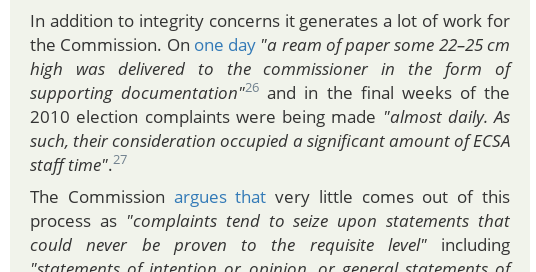 In addition to integrity concerns it generates a lot of work for
the Commission. On one day "a ream of paper some 22–25 cm
high was delivered to the commissioner in the form of
supporting documentation"26 and in the final weeks of the
2010 election complaints were being made "almost daily. As
such, their consideration occupied a significant amount of ECSA
staff time".27
The Commission argues that very little comes out of this
process as "complaints tend to seize upon statements that
could never be proven to the requisite level" including
"statements of intention or opinion, or general statements of